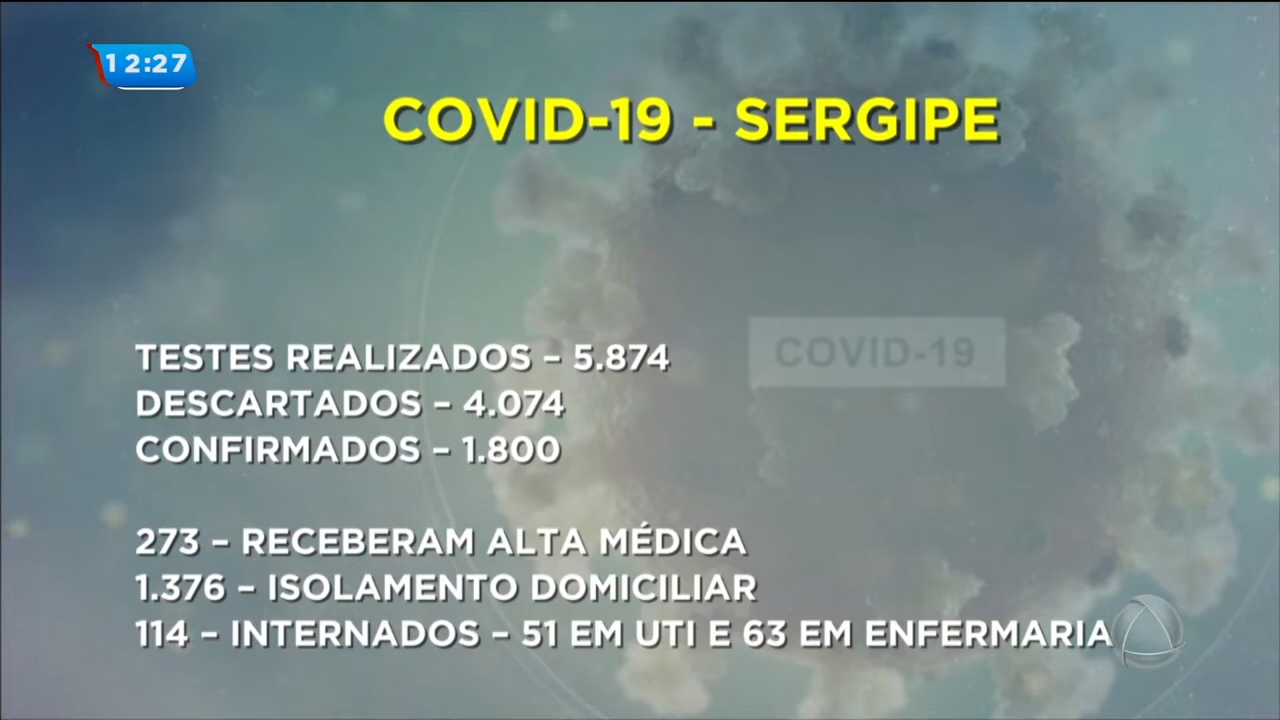 12:27
COVID-19 - SERGIPE
COVID-19
TESTES REALIZADOS – 5.874
DESCARTADOS – 4.074
CONFIRMADOS – 1.800
273 – RECEBERAM ALTA MÉDICA
1.376 – ISOLAMENTO DOMICILIAR
114 – INTERNADOS – 51 EM UTI E 63 EM ENFERMARIA